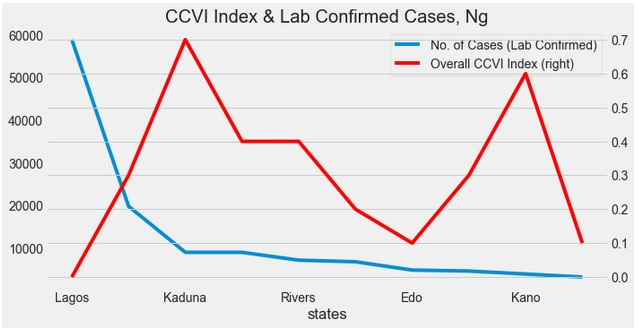 CCVI Index & Lab Confirmed Cases, Ng
No. of Cases (Lab Confirmed)
Overall CCVI Index (right)
60000
50000
40000
30000
20000
10000
0.7
0.6
0.5
0.4
0.3
0.2
0.1
0.0
Lagos Kaduna Rivers Edo Kano
states